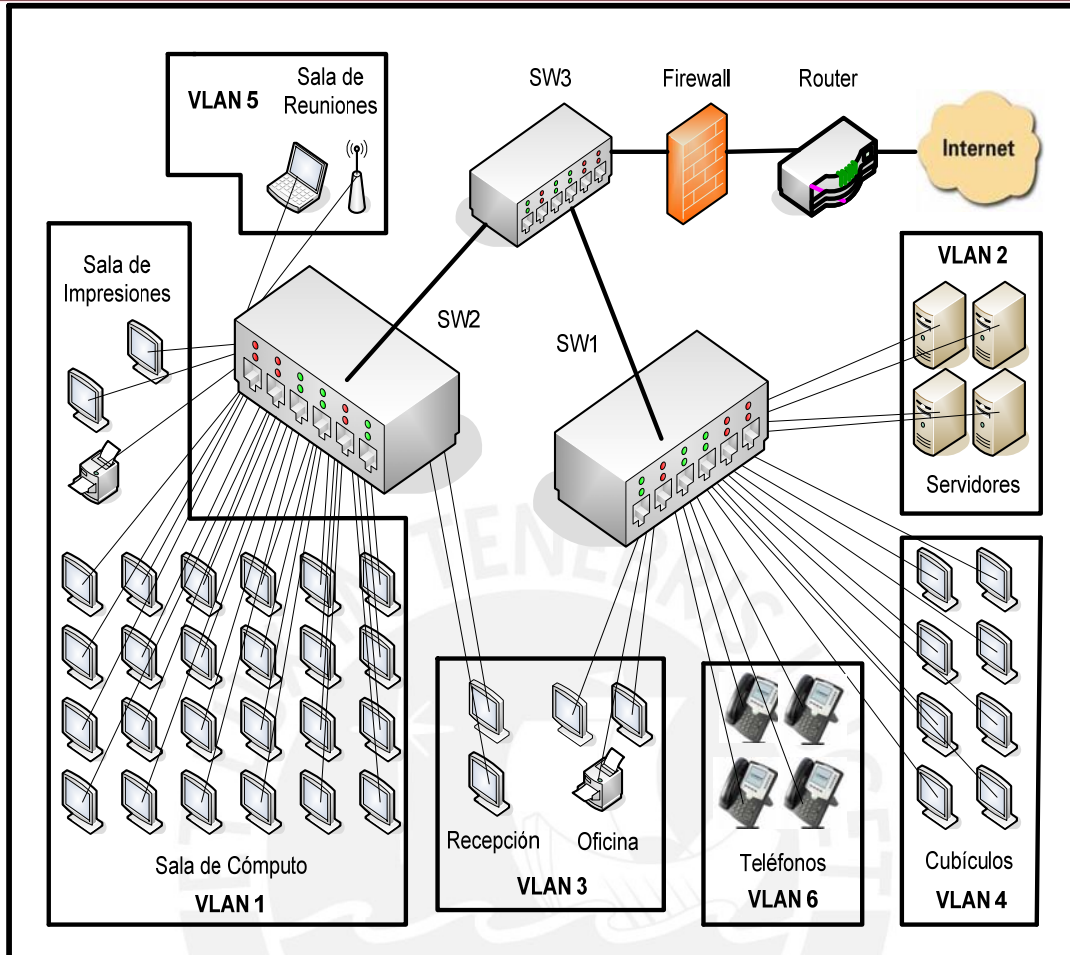 VLAN 5
Sala de
Reuniones
SW3
Firewall
Router
Internet
Sala de
Impresiones
SW2
SW1
VLAN 2
Servidores
Sala de Cómputo
VLAN 1
Recepción
Oficina
VLAN 3
Teléfonos
VLAN 6
Cubículos
VLAN 4
TENEBRIS